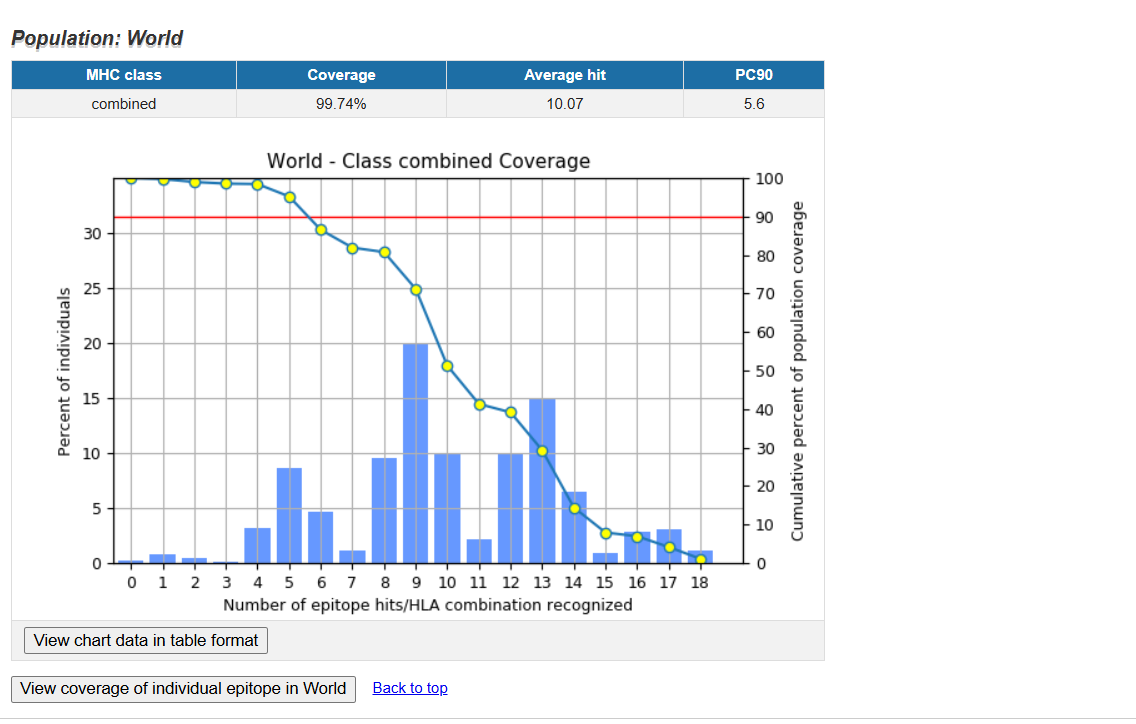 Population: World
MHC class Coverage Average hit PC90
combined 99.74% 10.07 5.6
World - Class combined Coverage
100
90
80
70
60
50
40
30
20
10
0
30
25
20
15
10
5
0
Percent of individuals
Cumulative percent of population coverage
0 1 2 3 4 5 6 7 8 9 10 11 12 13 14 15 16 17 18
Number of epitope hits/HLA combination recognized
View chart data in table format
View coverage of individual epitope in World Back to top